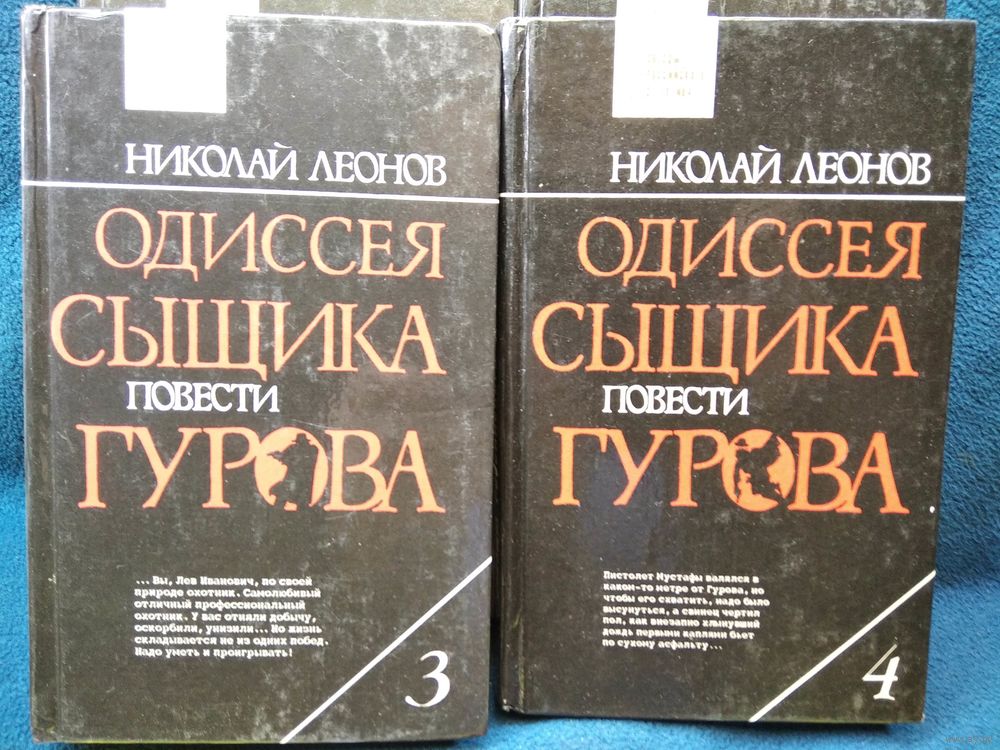 НИКОЛАЙ ЛЕОНОВ
ОДИССЕЯ
СЫЩИКА
ПОВЕСТИ
ГУРОВА
...Вы, Лев Иванович, по своей
природе охотник. Самолюбивый
отличный профессиональный
охотник. У вас отняли добычу,
оскорбили, унизили... Но жизнь
складывается не из одних побед.
Надо уметь и проигрывать!
3
НИКОЛАЙ ЛЕОНОВ
ОДИССЕЯ
СЫЩИКА
ПОВЕСТИ
ГУРОВА
Пистолет Мустафы валялся в
каком-то метре от Гурова, но
чтобы его схватить, надо было
высунуться, а свинец чертил
пол, как внезапно хлынувший
дождь первыми каплями бьет
по сухому асфальту...
4